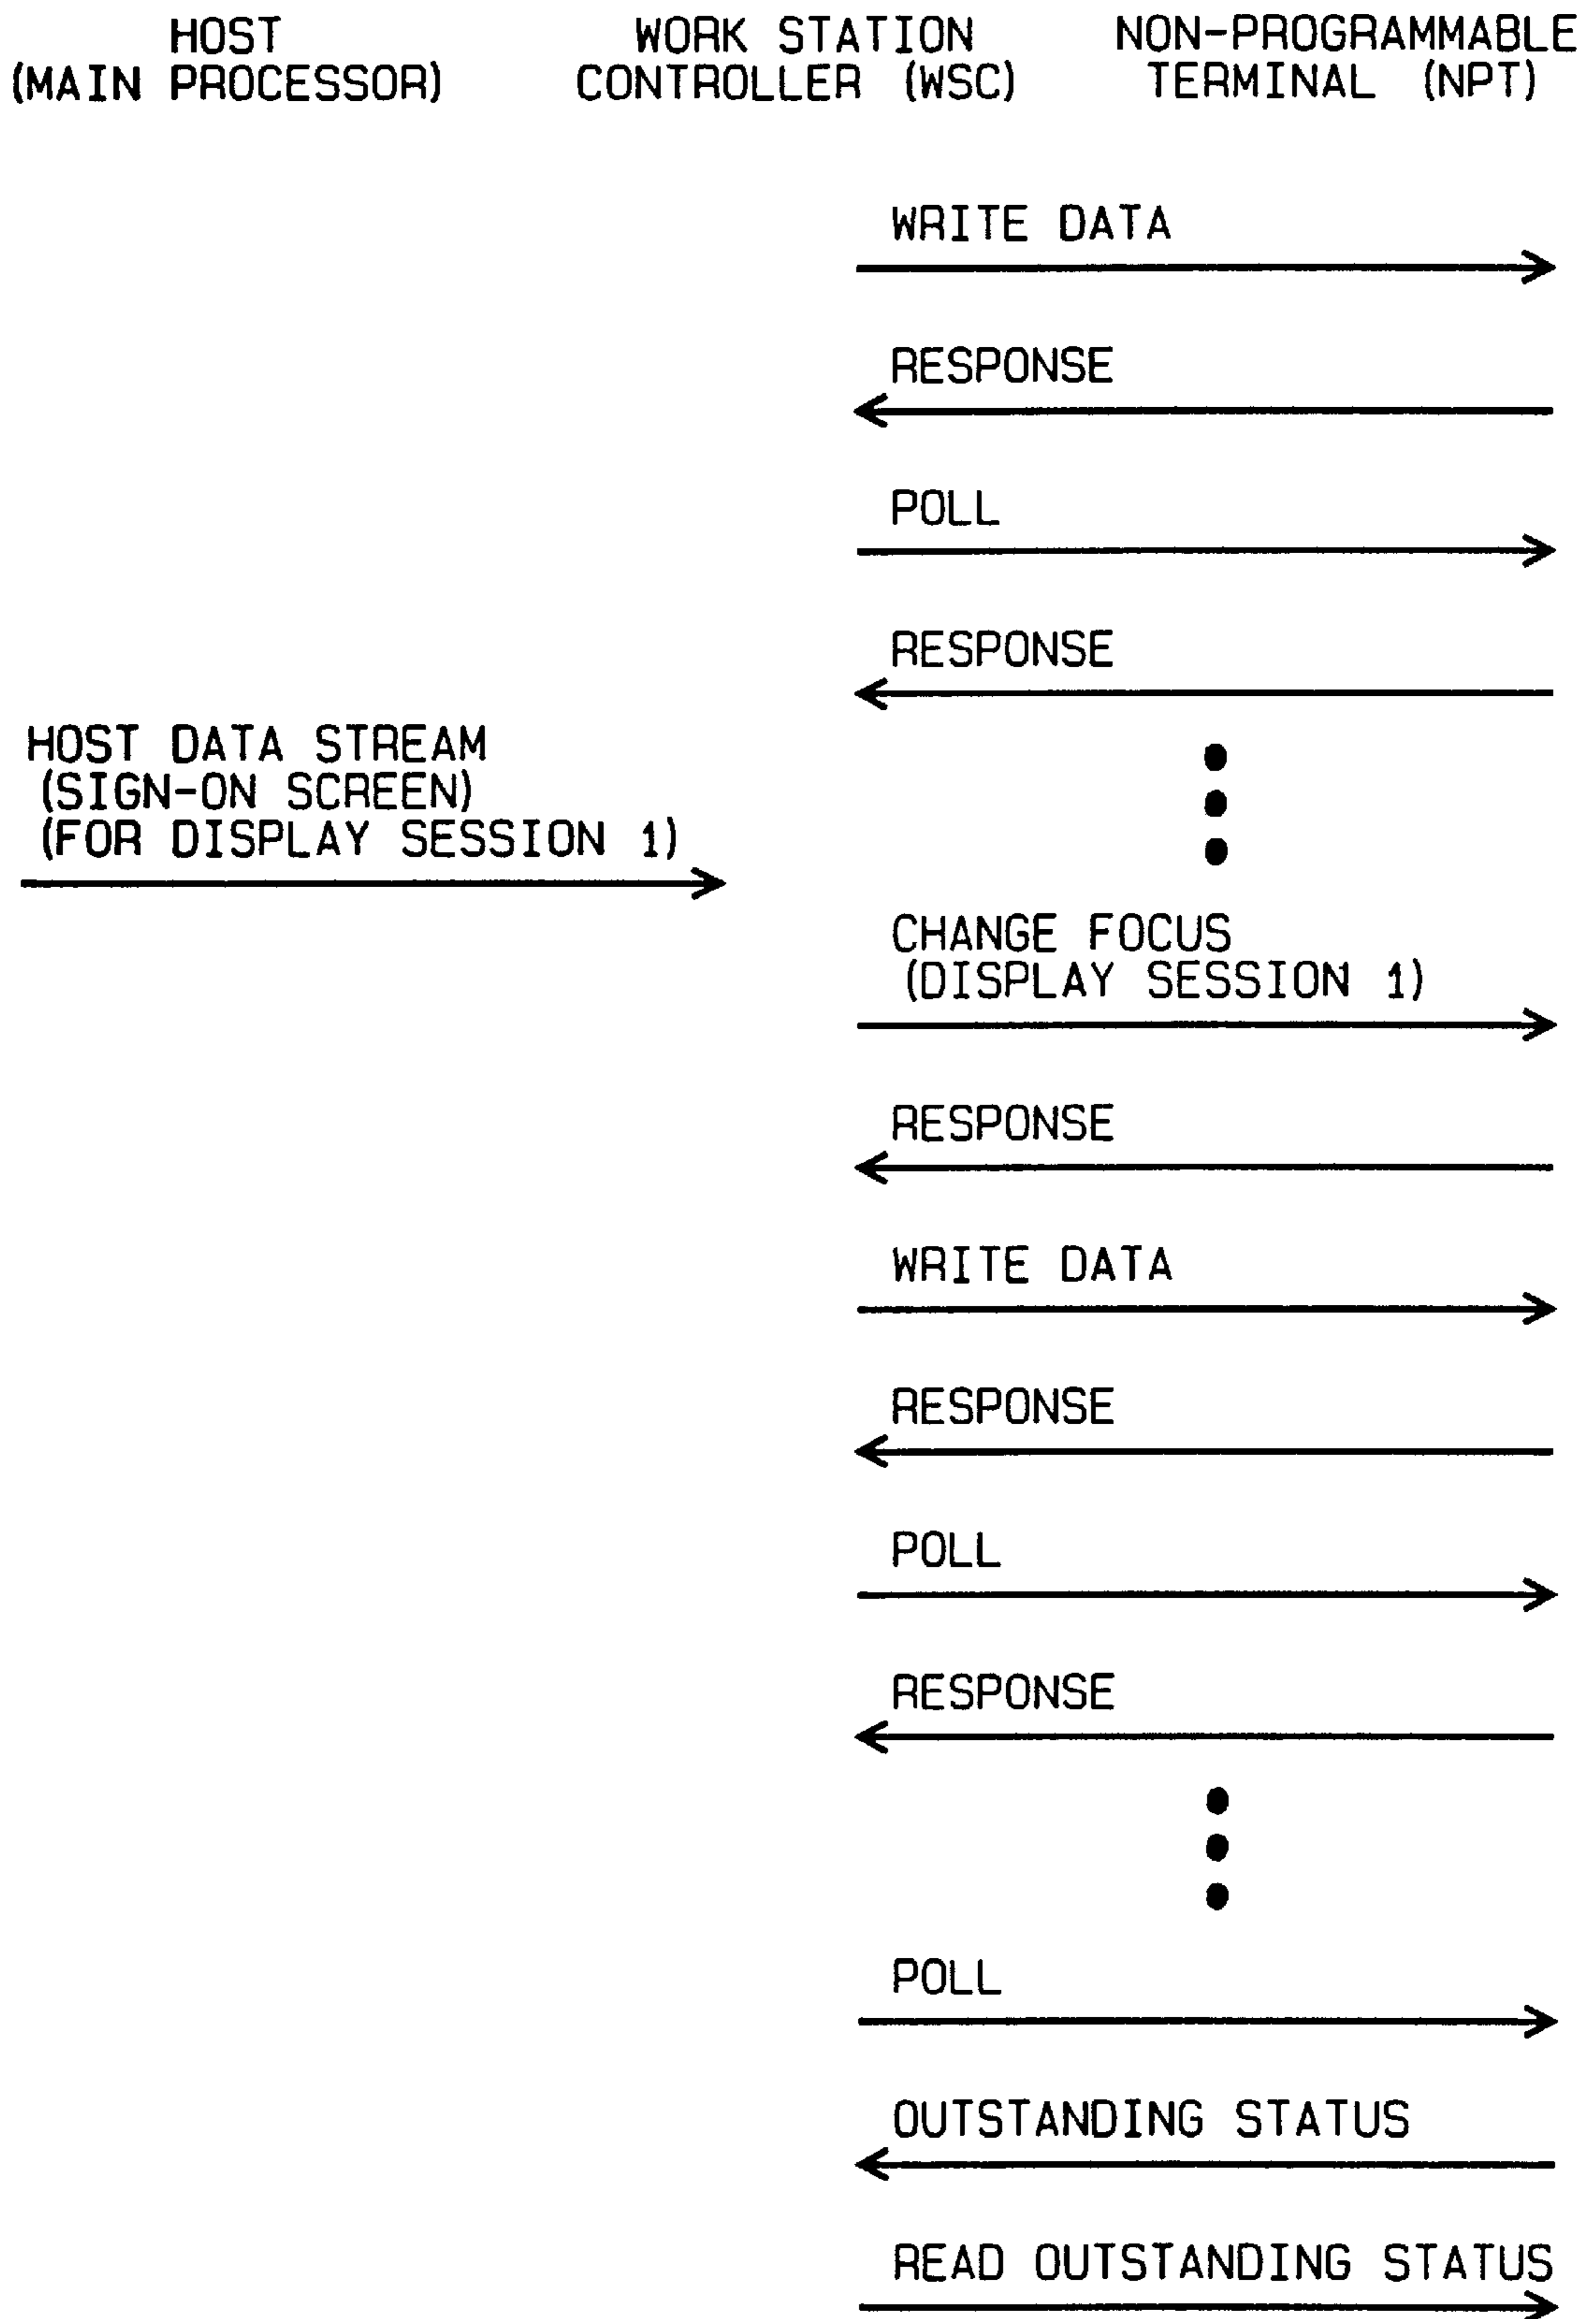 HOST
(MAIN PROCESSOR)
WORK STATION
CONTROLLER (WSC)
NON-PROGRAMMABLE
TERMINAL (NPT)
WRITE DATA
RESPONSE
POLL
RESPONSE
HOST DATA STREAM
(SIGN-ON SCREEN)
(FOR DISPLAY SESSION 1)
CHANGE FOCUS
(DISPLAY SESSION 1)
RESPONSE
WRITE DATA
RESPONSE
POLL
RESPONSE
POLL
OUTSTANDING STATUS
READ OUTSTANDING STATUS